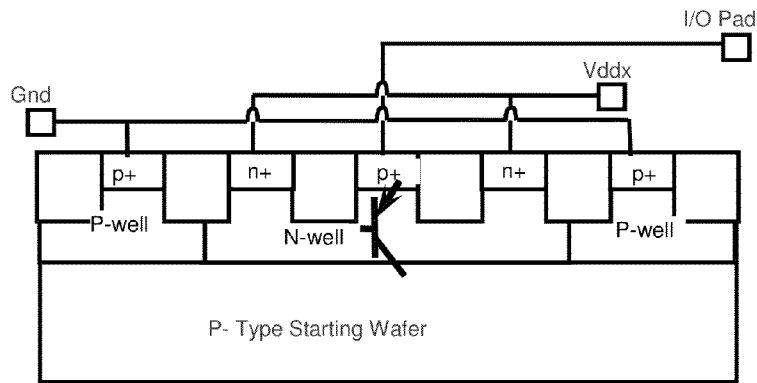 I/O Pad
Vddx
Gnd
p+ n+ p+ n+ p+
P-well N-well P-well
P- Type Starting Wafer